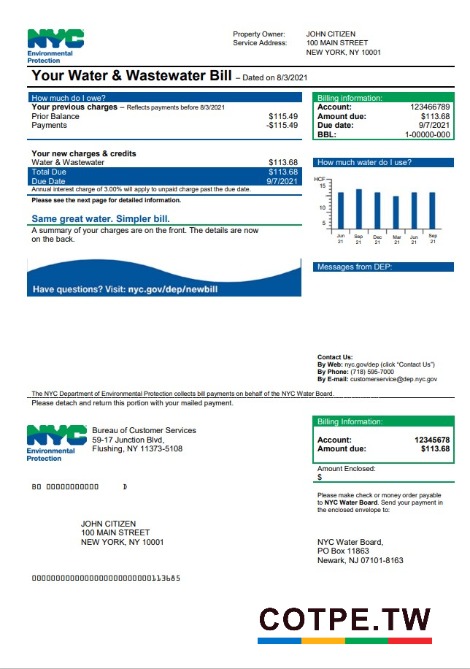 NYC
Environmental
Protection
Property Owner: JOHN CITIZEN
Service Address: 100 MAIN STREET
NEW YORK, NY 10001
Your Water & Wastewater Bill – Dated on 8/3/2021
How much do I owe?
Your previous charges – Reflects payments before 8/3/2021
Prior Balance $115.49
Payments -$115.49
Your new charges & credits
Water & Wastewater $113.68
Total Due $113.68
Due Date 9/7/2021
Annual interest charge of 3.00% will apply to unpaid charge past the due date.
Please see the next page for detailed information.
Same great water. Simpler bill.
A summary of your charges are on the front. The details are now
on the back.
Have questions? Visit: nyc.gov/dep/newbill
Billing information:
Account: 123466789
Amount due: $113.68
Due date: 9/7/2021
BBL: 1-00000-000
How much water do I use?
HCF
15
10
5
Jun Sep Dec Mar Jun Sep
21 21 21 21 21 21
Messages from DEP:
Contact Us:
By Web: nyc.gov/dep (click "Contact Us")
By Phone: (718) 595-7000
By E-mail: customerservice@dep.nyc.gov
The NYC Department of Environmental Protection collects bill payments on behalf of the NYC Water Board.
Please detach and return this portion with your mailed payment.
NYC
Environmental
Protection
Bureau of Customer Services
59-17 Junction Blvd,
Flushing, NY 11373-5108
Billing Information:
Account: 12345678
Amount due: $113.68
Amount Enclosed:
$
Please make check or money order payable
to NYC Water Board. Send your payment in
the enclosed envelope to:
NYC Water Board,
PO Box 11863
Newark, NJ 07101-8163
JOHN CITIZEN
100 MAIN STREET
NEW YORK, NY 10001
COTPE.TW